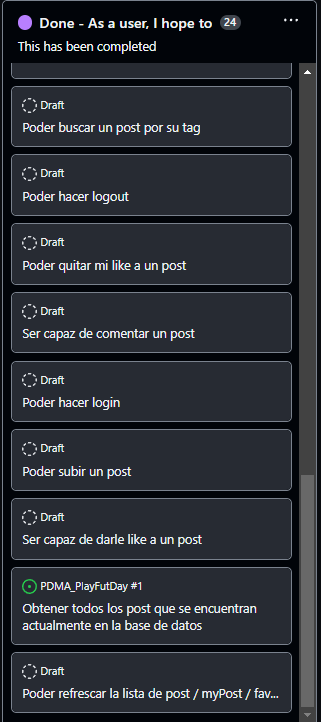 Done - As a user, I hope to 24
This has been completed
Draft
Poder buscar un post por su tag
Draft
Poder hacer logout
Draft
Poder quitar mi like a un post
Draft
Ser capaz de comentar un post
Draft
Poder hacer login
Draft
Poder subir un post
Draft
Ser capaz de darle like a un post
PDMA_PlayFutDay #1
Obtener todos los post que se encuentran
actualmente en la base de datos
Draft
Poder refrescar la lista de post / myPost / fav...